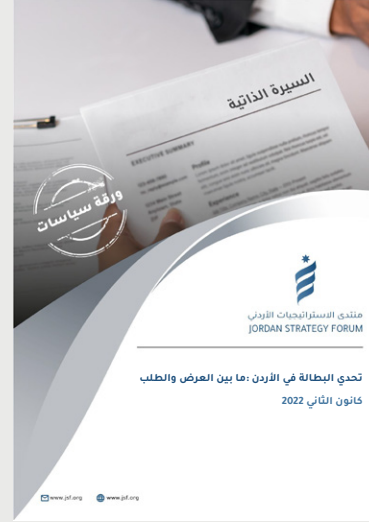 السيرة الذاتية
EXECUTIVE SUMMARY
Profile
Experience
ورقة سياسات
منتدى الاستراتيجيات الأردني
JORDAN STRATEGY FORUM
تحدي البطالة في الأردن :ما بين العرض والطلب
كانون الثاني 2022
www.jsf.org www.jsf.org